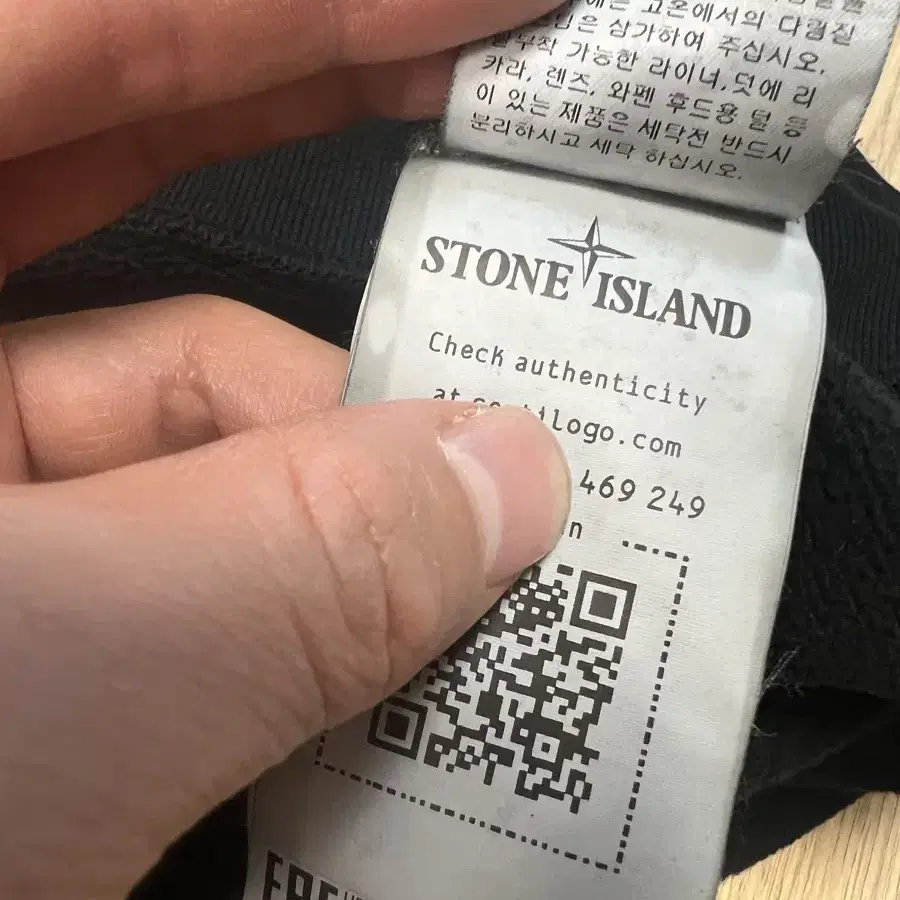 고온에서의 다림질
은 삼가하여 주십시오.
탈부착 가능한 라이너,덧에 리
카라, 렌즈, 와펜 후드용 털 등
이 있는 제품은 세탁전 반드시
분리하시고 세탁 하십시오.
STONE ISLAND
Check authenticity
at ilogo.com
469 249
n
EAC